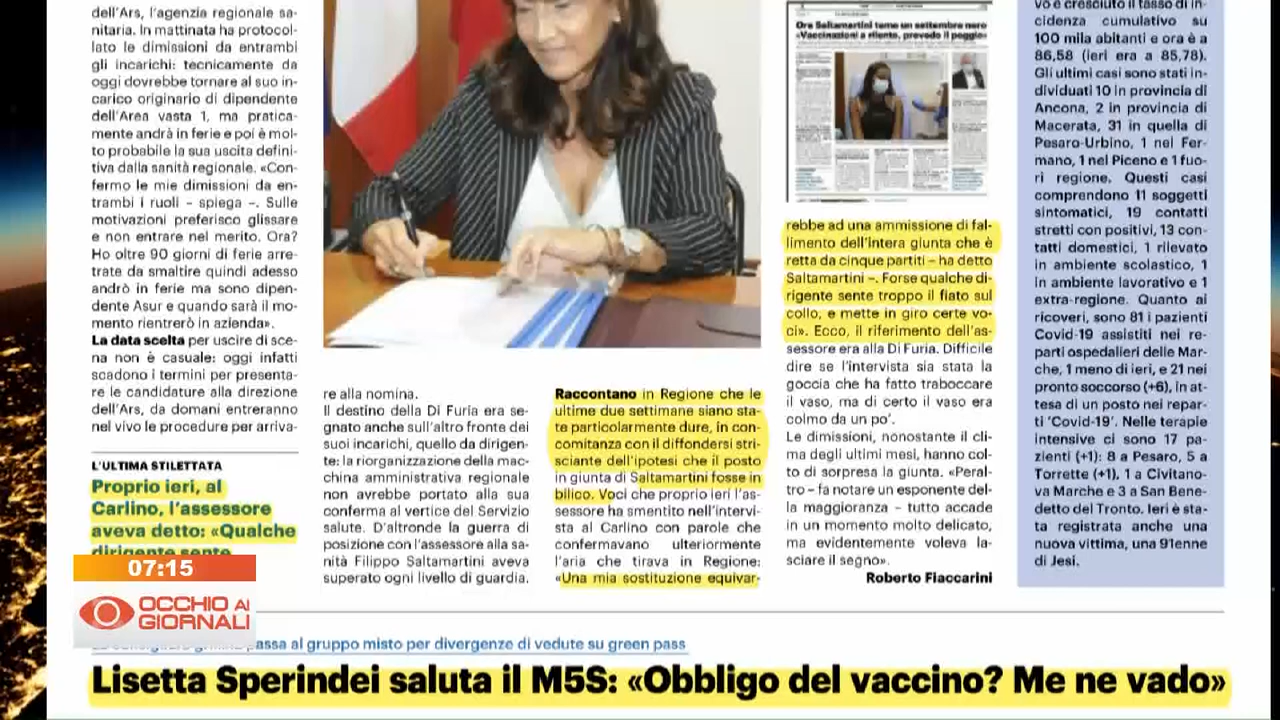 dell'Ars, l'agenzia regionale sa-
nitaria. In mattinata ha protocol-
lato le dimissioni da entrambi
gli incarichi: tecnicamente da
oggi dovrebbe tornare al suo in-
carico originario di dipendente
dell'Area vasta 1, ma pratica-
mente andrà in ferie e poi è mol-
to probabile la sua uscita defini-
tiva dalla sanità regionale. «Con-
fermo le mie dimissioni da en-
trambi i ruoli – spiega –. Sulle
motivazioni preferisco glissare
e non entrare nel merito. Ora?
Ho oltre 90 giorni di ferie arre-
trate da smaltire quindi adesso
andrò in ferie ma sono dipen-
dente Asur e quando sarà il mo-
mento rientrerò in azienda».
La data scelta per uscire di sce-
na non è casuale: oggi infatti
scadono i termini per presenta-
re le candidature alla direzione
dell'Ars, da domani entreranno
nel vivo le procedure per arriva-
L'ULTIMA STILETTATA
Proprio ieri, al
Carlino, l'assessore
aveva detto: «Qualche
dirigente sente
re alla nomina.
Il destino della Di Furia era se-
gnato anche sull'altro fronte dei
suoi incarichi, quello da dirigen-
te: la riorganizzazione della mac-
china amministrativa regionale
non avrebbe portato alla sua
conferma al vertice del Servizio
salute. D'altronde la guerra di
posizione con l'assessore alla sa-
nità Filippo Saltamartini aveva
superato ogni livello di guardia.
Raccontano in Regione che le
ultime due settimane siano sta-
te particolarmente dure, in con-
comitanza con il diffondersi stri-
sciante dell'ipotesi che il posto
in giunta di Saltamartini fosse in
bilico. Voci che proprio ieri l'as-
sessore ha smentito nell'intervi-
sta al Carlino con parole che
confermavano ulteriormente
l'aria che tirava in Regione:
«Una mia sostituzione equivar-
Ora Saltamartini teme un settembre nero
«Vaccinazioni a rilento, prevedo il peggio»
rebbe ad una ammissione di fal-
limento dell'intera giunta che è
retta da cinque partiti – ha detto
Saltamartini –. Forse qualche di-
rigente sente troppo il fiato sul
collo, e mette in giro certe vo-
ci». Ecco, il riferimento dell'as-
sessore era alla Di Furia. Difficile
dire se l'intervista sia stata la
goccia che ha fatto traboccare
il vaso, ma di certo il vaso era
colmo da un po'.
Le dimissioni, nonostante il cli-
ma degli ultimi mesi, hanno col-
to di sorpresa la giunta. «Peral-
tro – fa notare un esponente del-
la maggioranza – tutto accade
in un momento molto delicato,
ma evidentemente voleva la-
sciare il segno».
Roberto Fiaccarini
vo è cresciuto il tasso di in-
cidenza cumulativo su
100 mila abitanti e ora è a
86,58 (ieri era a 85,78).
Gli ultimi casi sono stati in-
dividuati 10 in provincia di
Ancona, 2 in provincia di
Macerata, 31 in quella di
Pesaro-Urbino, 1 nel Fer-
mano, 1 nel Piceno e 1 fuo-
ri regione. Questi casi
comprendono 11 soggetti
sintomatici, 19 contatti
stretti con positivi, 13 con-
tatti domestici, 1 rilevato
in ambiente scolastico, 1
in ambiente lavorativo e 1
extra-regione. Quanto ai
ricoveri, sono 81 i pazienti
Covid-19 assistiti nei re-
parti ospedalieri delle Mar-
che, 1 meno di ieri, e 21 nei
pronto soccorso (+6), in at-
tesa di un posto nei repar-
ti 'Covid-19'. Nelle terapie
intensive ci sono 17 pa-
zienti (+1): 8 a Pesaro, 5 a
Torrette (+1), 1 a Civitano-
va Marche e 3 a San Bene-
detto del Tronto. Ieri è sta-
ta registrata anche una
nuova vittima, una 91enne
di Jesi.
07:15
OCCHIO AI
GIORNALI
passa al gruppo misto per divergenze di vedute su green pass
Lisetta Sperindei saluta il M5S: «Obbligo del vaccino? Me ne vado»